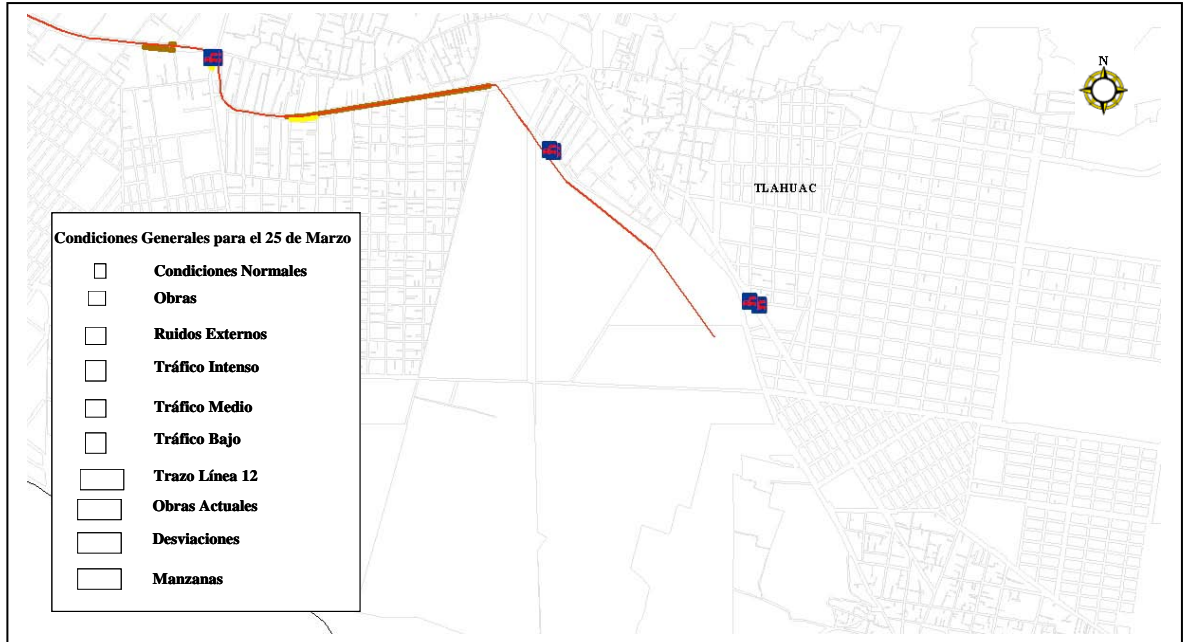 N
TLAHUAC
Condiciones Generales para el 25 de Marzo
Condiciones Normales
Obras
Ruidos Externos
Tráfico Intenso
Tráfico Medio
Tráfico Bajo
Trazo Línea 12
Obras Actuales
Desviaciones
Manzanas